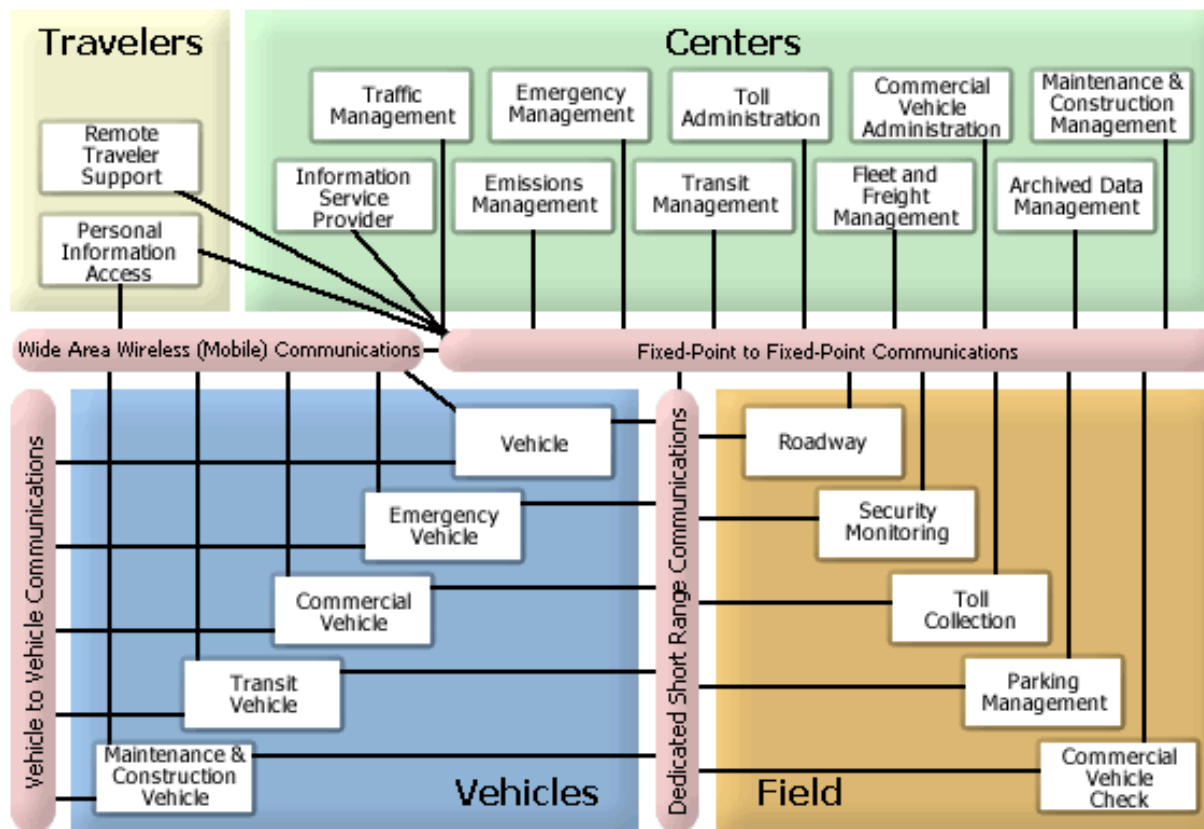 Travelers
Remote
Traveler
Support
Personal
Information
Access
Centers
Traffic
Management
Emergency
Management
Toll
Administration
Commercial
Vehicle
Administration
Maintenance &
Construction
Management
Information
Service
Provider
Emissions
Management
Transit
Management
Fleet and
Freight
Management
Archived Data
Management
Wide Area Wireless (Mobile) Communications
Fixed-Point to Fixed-Point Communications
Vehicle to Vehicle Communications
Vehicle
Emergency
Vehicle
Commercial
Vehicle
Transit
Vehicle
Maintenance &
Construction
Vehicle
Vehicles
Dedicated Short Range Communications
Roadway
Security
Monitoring
Toll
Collection
Parking
Management
Commercial
Vehicle
Check
Field